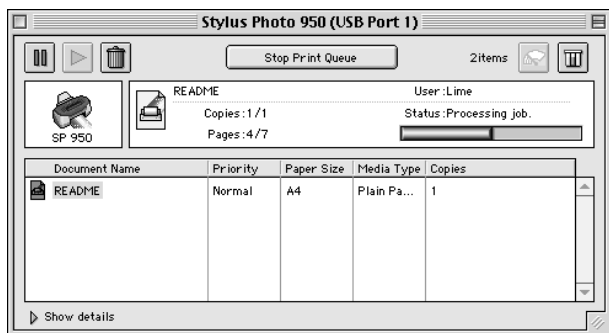 Stylus Photo 950 (USB Port 1)
Stop Print Queue
2items
SP 950
README
User :Lime
Copies :1/1
Status :Processing job.
Pages :4/7
Document Name Priority Paper Size Media Type Copies
README Normal A4 Plain Pa... 1
Show details